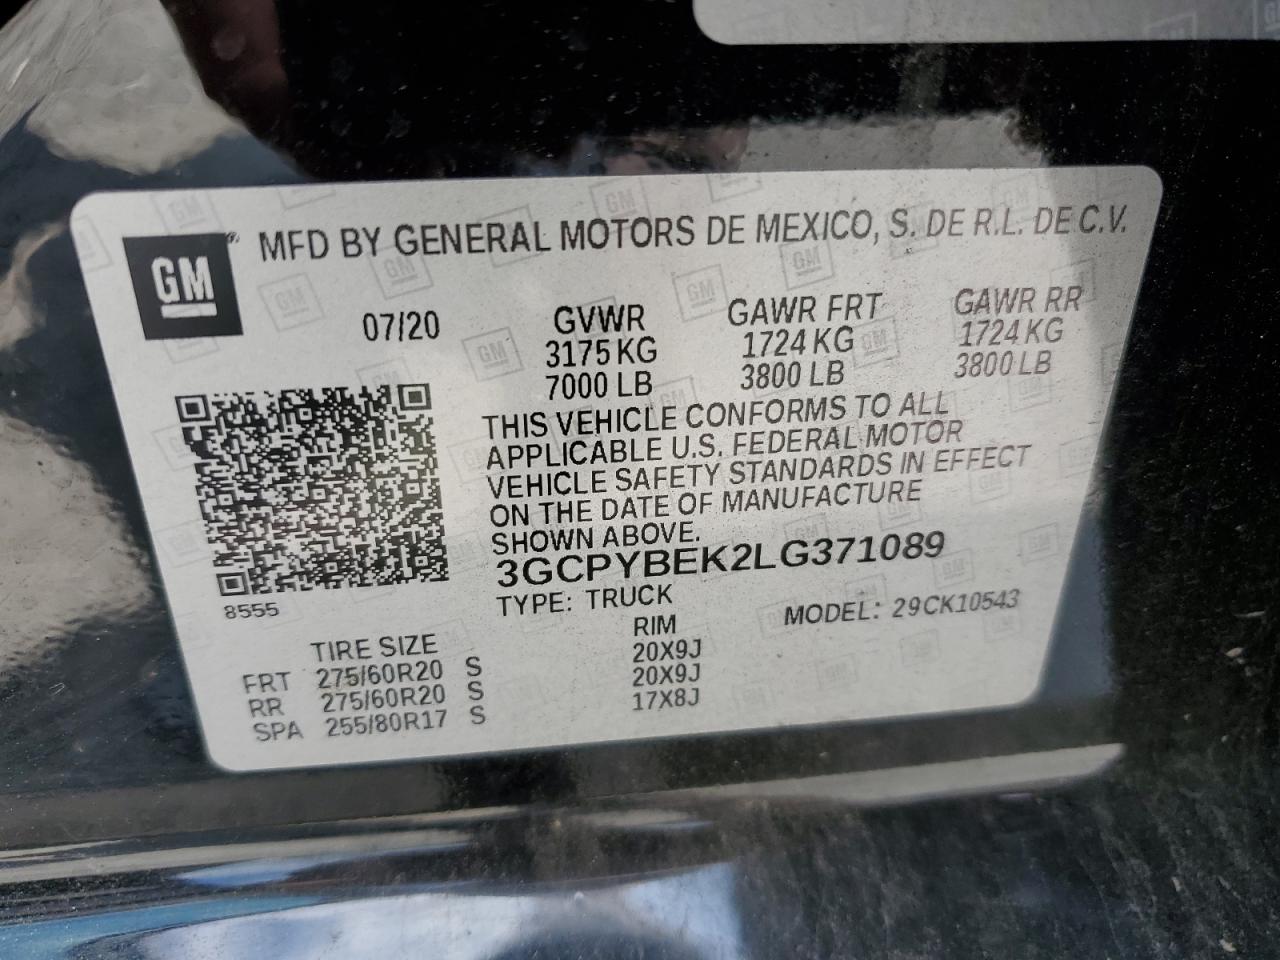 GM MFD BY GENERAL MOTORS DE MEXICO, S. DE R.L. DE C.V.
07/20 GVWR GAWR FRT GAWR RR
3175 KG 1724 KG 1724 KG
7000 LB 3800 LB 3800 LB
THIS VEHICLE CONFORMS TO ALL
APPLICABLE U.S. FEDERAL MOTOR
VEHICLE SAFETY STANDARDS IN EFFECT
ON THE DATE OF MANUFACTURE
SHOWN ABOVE.
3GCPYBEK2LG371089
8555
TYPE: TRUCK MODEL: 29CK10543
TIRE SIZE RIM
FRT 275/60R20 S 20X9J
RR 275/60R20 S 20X9J
SPA 255/80R17 S 17X8J